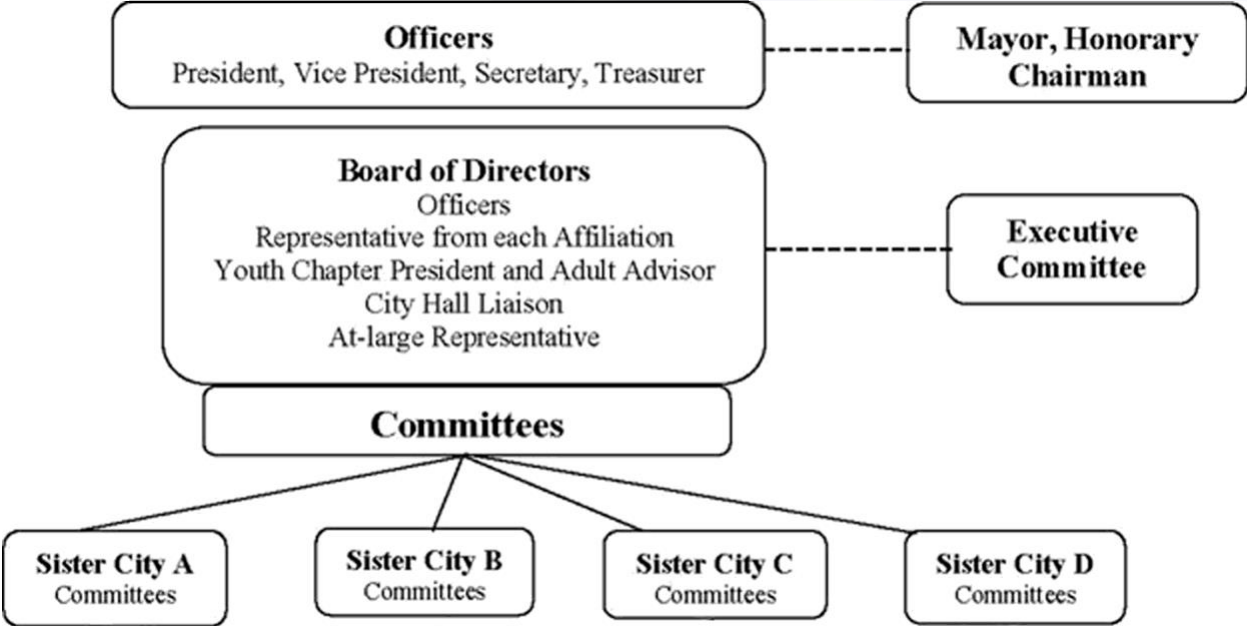 Officers
President, Vice President, Secretary, Treasurer
Mayor, Honorary
Chairman
Board of Directors
Officers
Representative from each Affiliation
Youth Chapter President and Adult Advisor
City Hall Liaison
At-large Representative
Executive
Committee
Committees
Sister City A
Committees
Sister City B
Committees
Sister City C
Committees
Sister City D
Committees